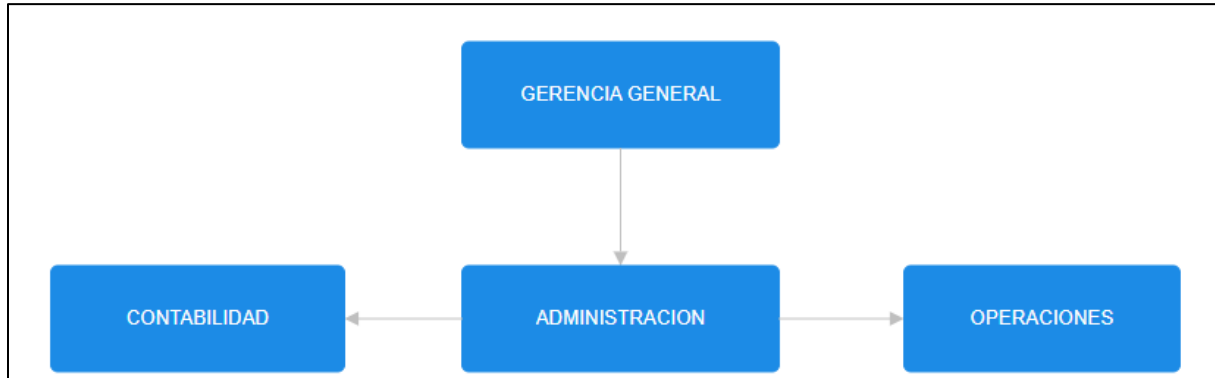 GERENCIA GENERAL
CONTABILIDAD
ADMINISTRACION
OPERACIONES